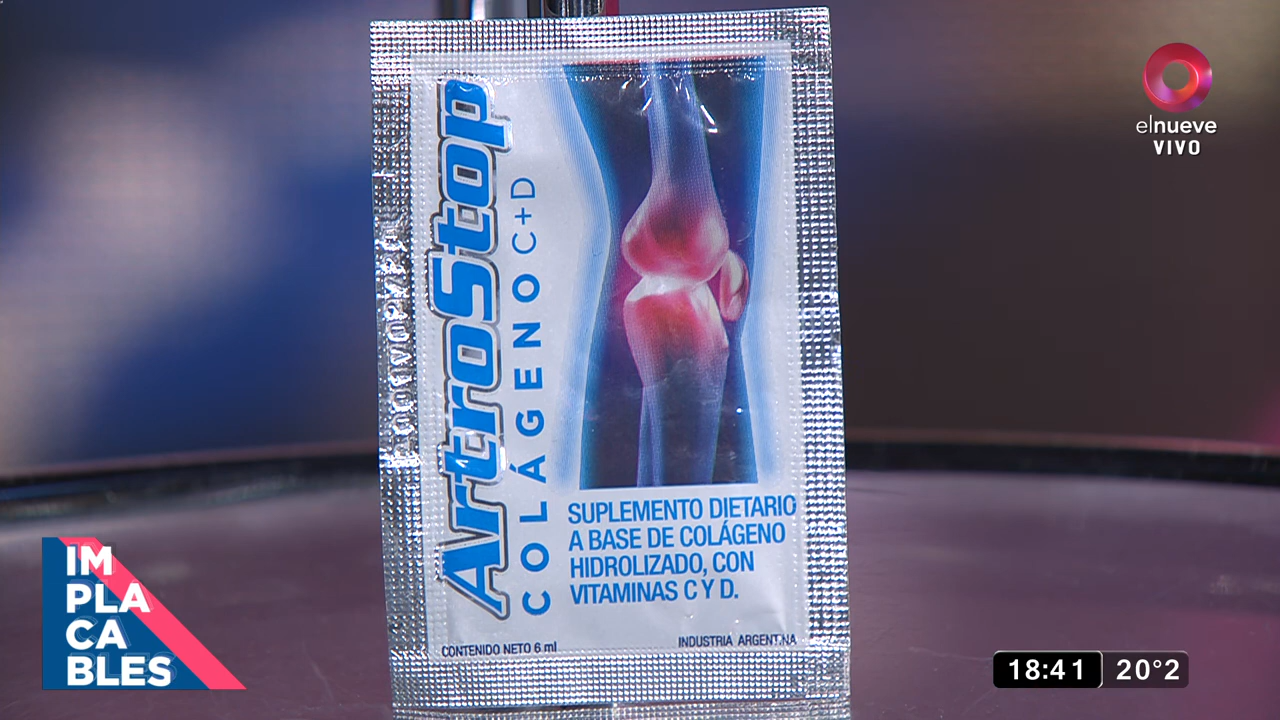 ArtroStop
COLÁGENO C+D
SUPLEMENTO DIETARIO
A BASE DE COLÁGENO
HIDROLIZADO, CON
VITAMINAS C Y D.
CONTENIDO NETO 6 ml
INDUSTRIA ARGENTINA
elnueve
VIVO
IM
PLA
CA
BLES
18:41 20°2